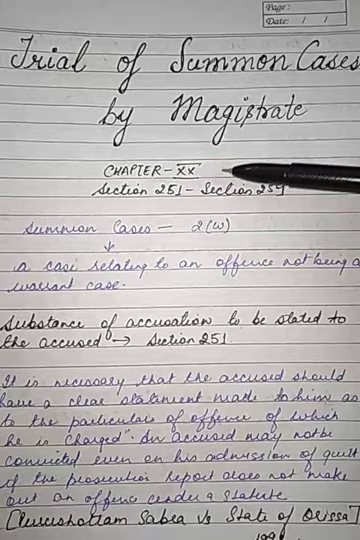 Page:
Date: / /
Trial of Summon Cases
by Magistrate
CHAPTER - XX
Section 251 - Section 259
Summon Cases - 2(w)
↓
a case relating to an offence not being a
warrant case.
Substance of accusation to be stated to
the accused → Section 251
It is necessary that the accused should
have a clear statement made to him as
to the particulars of offence of which
he is charged. An accused may not be
convicted even on his admission of guilt
if the prosecution report does not make
out an offence under a statute
[Purushottam Sabra Vs State of Orissa]